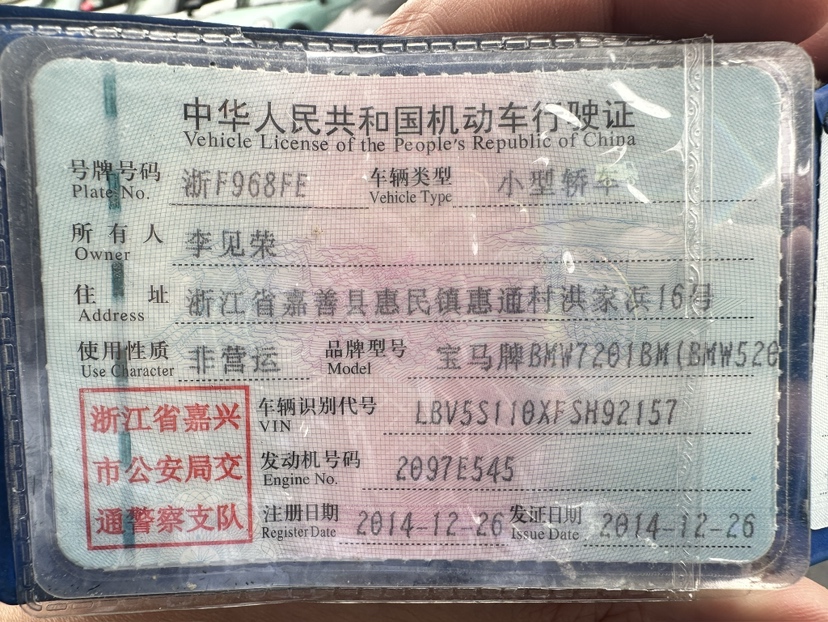 中华人民共和国机动车行驶证
Vehicle License of the People's Republic of China
号牌号码 浙F968FE 车辆类型 小型轿车
Plate No. Vehicle Type
所有人 李见荣
Owner
住址 浙江省嘉善县惠民镇惠通村洪家浜16号
Address
使用性质 非营运 品牌型号 宝马牌BMW7201BM(BMW520
Use Character Model
浙江省嘉兴 车辆识别代号 LBV5S110XFSH92157
VIN
市公安局交 发动机号码 2097E545
Engine No.
通警察支队 注册日期 2014-12-26 发证日期 2014-12-26
Register Date Issue Date